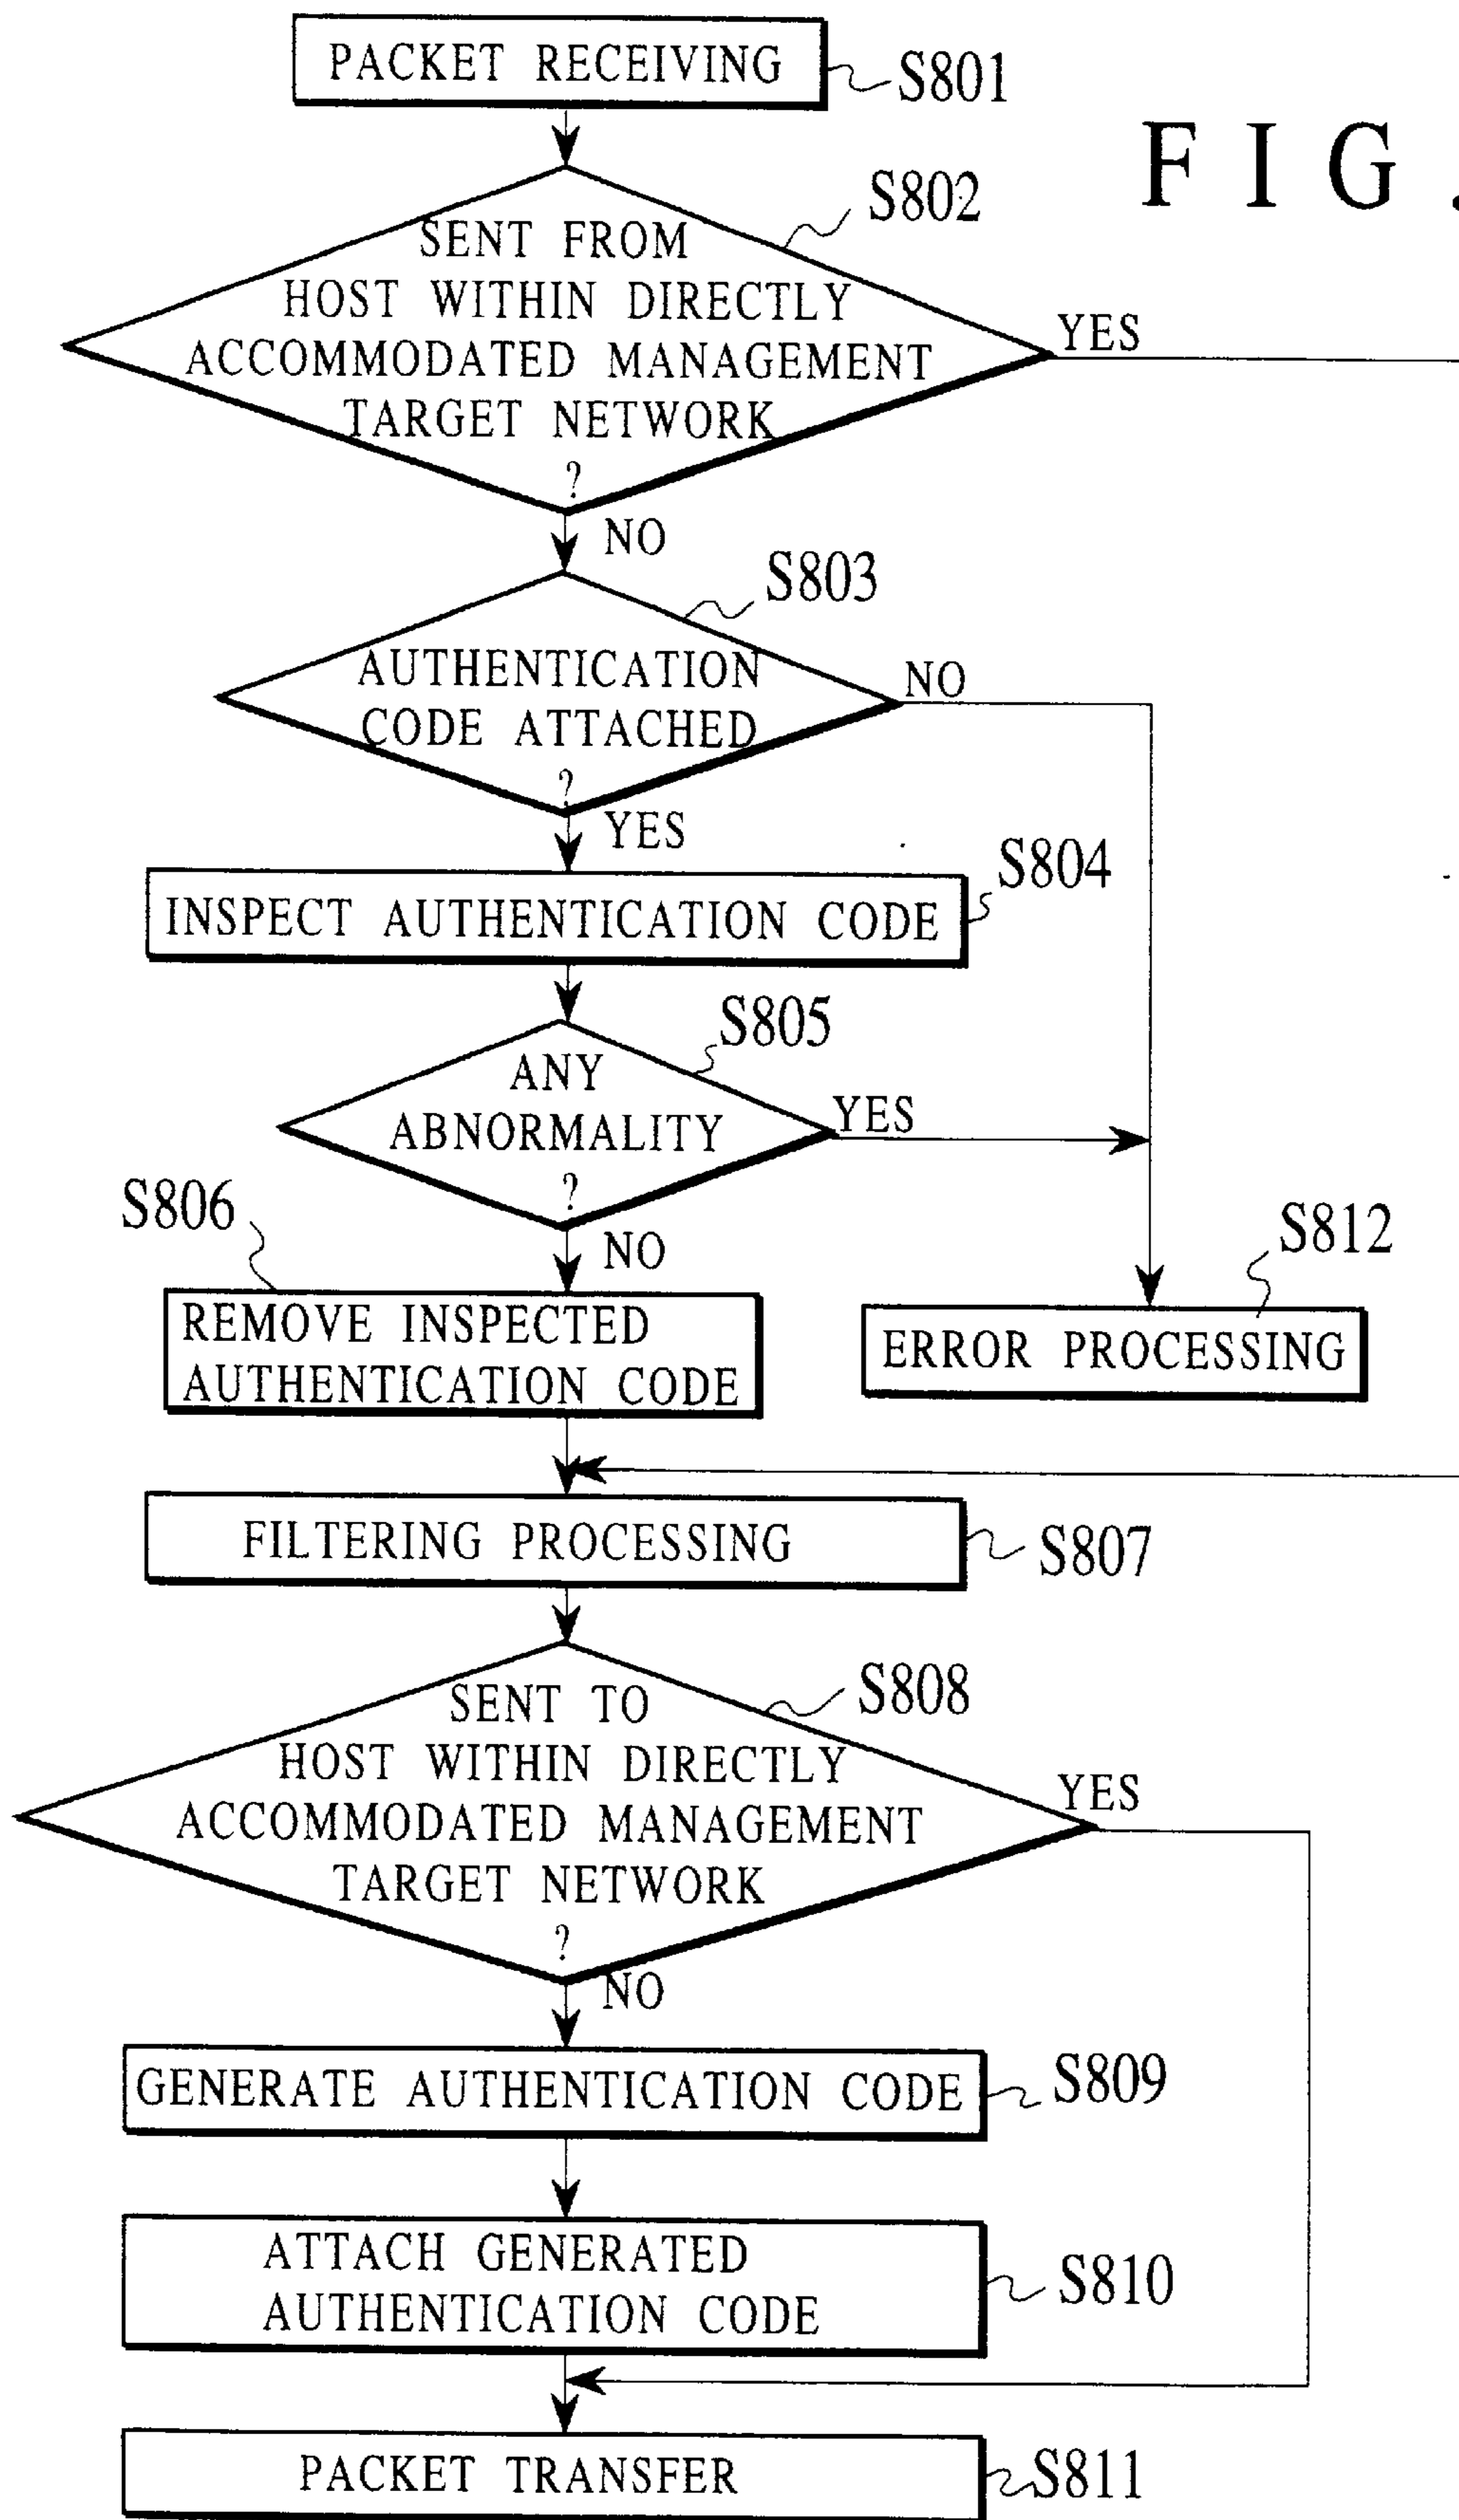 PACKET RECEIVING
S801
FIG.
S802
SENT FROM
HOST WITHIN DIRECTLY
ACCOMMODATED MANAGEMENT
TARGET NETWORK
?
YES
NO
S803
AUTHENTICATION
CODE ATTACHED
?
NO
YES
S804
INSPECT AUTHENTICATION CODE
S805
ANY
ABNORMALITY
?
YES
S806
NO
S812
REMOVE INSPECTED
AUTHENTICATION CODE
ERROR PROCESSING
FILTERING PROCESSING
S807
SENT TO
S808
HOST WITHIN DIRECTLY
ACCOMMODATED MANAGEMENT
TARGET NETWORK
?
YES
NO
GENERATE AUTHENTICATION CODE
S809
ATTACH GENERATED
AUTHENTICATION CODE
S810
PACKET TRANSFER
S811